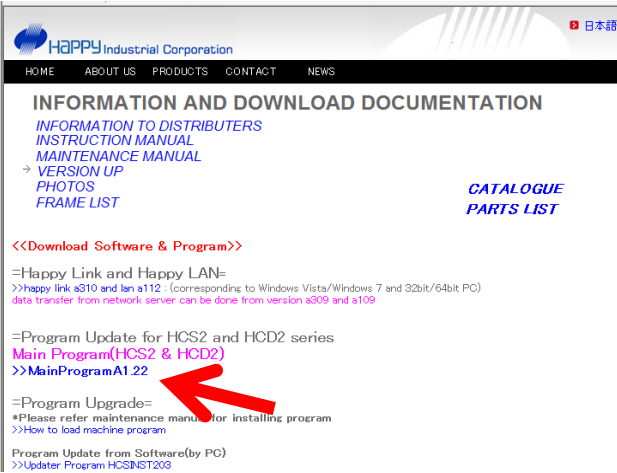 HAPPY Industrial Corporation
日本語
HOME ABOUT US PRODUCTS CONTACT NEWS
INFORMATION AND DOWNLOAD DOCUMENTATION
INFORMATION TO DISTRIBUTERS
INSTRUCTION MANUAL
MAINTENANCE MANUAL
VERSION UP
PHOTOS
FRAME LIST
CATALOGUE
PARTS LIST
<<Download Software & Program>>
=Happy Link and Happy LAN=
>>happy link a310 and lan a112 : (corresponding to Windows Vista/Windows 7 and 32bit/64bit PC)
data transfer from network server can be done from version a309 and a109
=Program Update for HCS2 and HCD2 series
Main Program(HCS2 & HCD2)
>>MainProgramA1.22
=Program Upgrade=
*Please refer maintenance manual for installing program
>>How to load machine program
Program Update from Software(by PC)
>>Updater Program HCSINST203